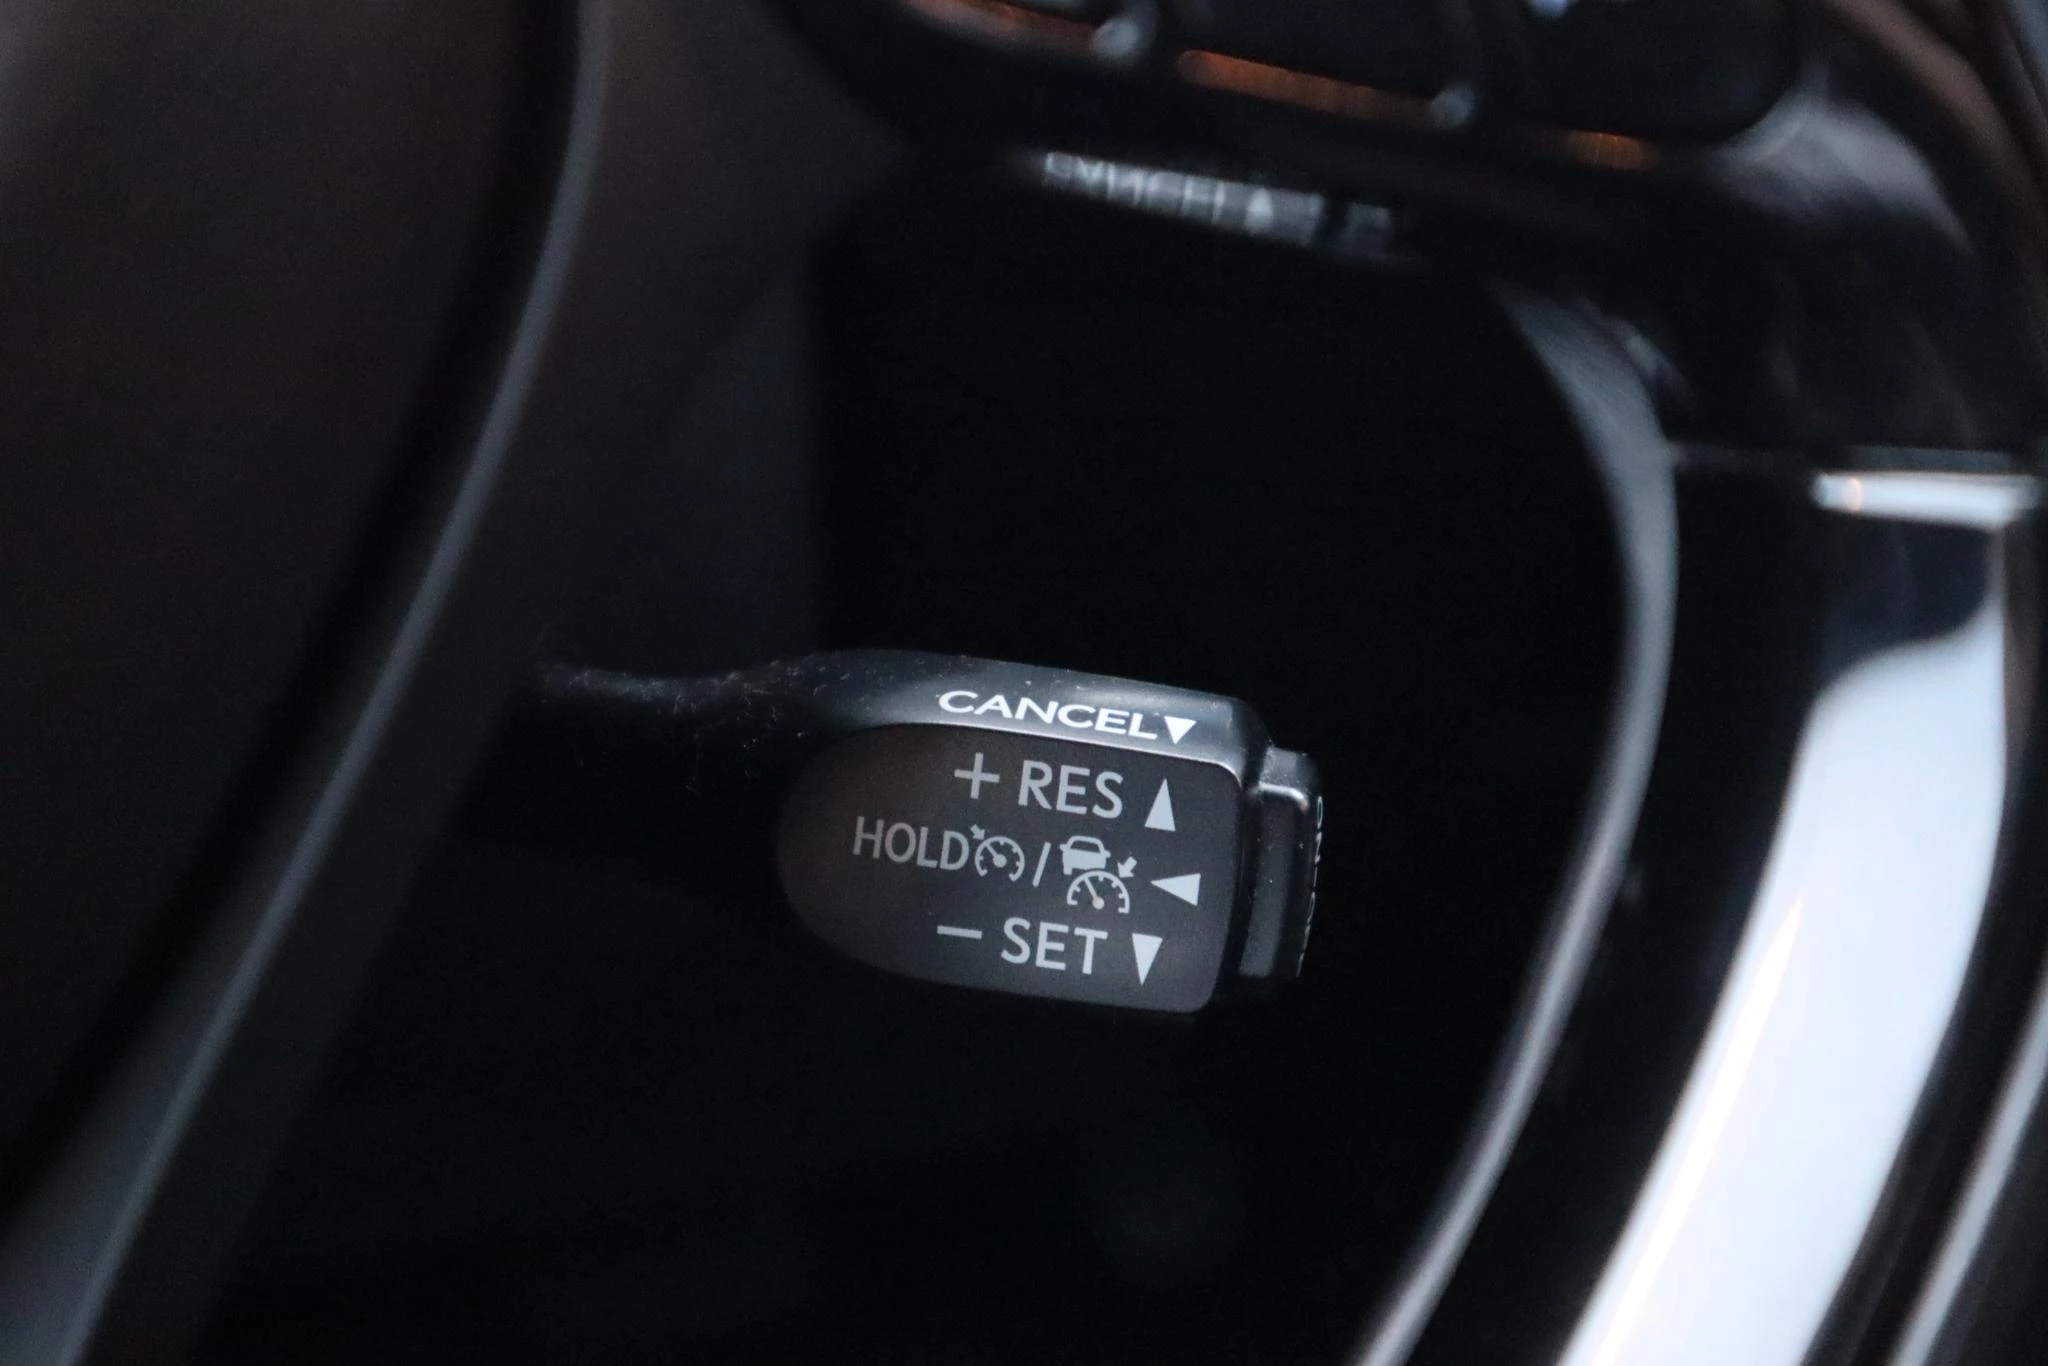 CANCEL▼
+ RES ▲
HOLD / ◀
− SET ▼